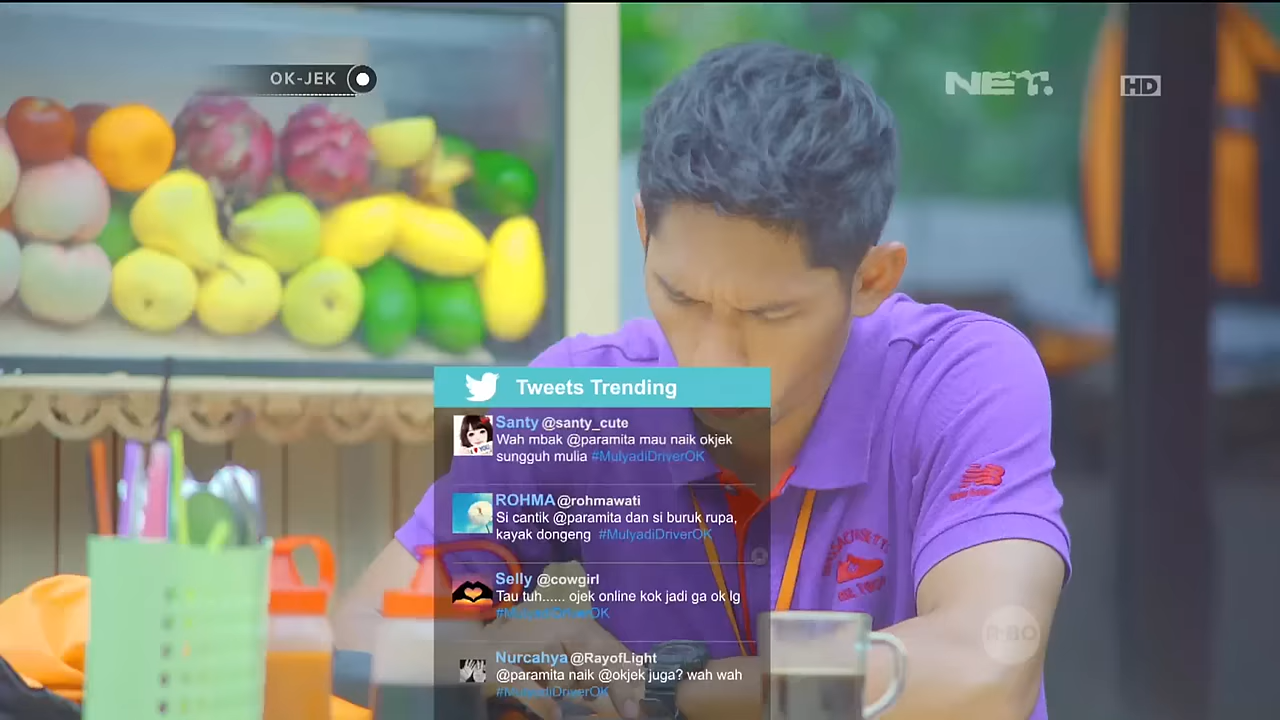 OK-JEK
NET.
HD
Tweets Trending
Santy @santy_cute
Wah mbak @paramita mau naik okjek
sungguh mulia #MulyadiDriverOK
ROHMA @rohmawati
Si cantik @paramita dan si buruk rupa,
kayak dongeng #MulyadiDriverOK
Selly @cowgirl
Tau tuh...... ojek online kok jadi ga ok lg
#MulyadiDriverOK
Nurcahya @RayofLight
@paramita naik @okjek juga? wah wah
#MulyadiDriverOK
R-BO